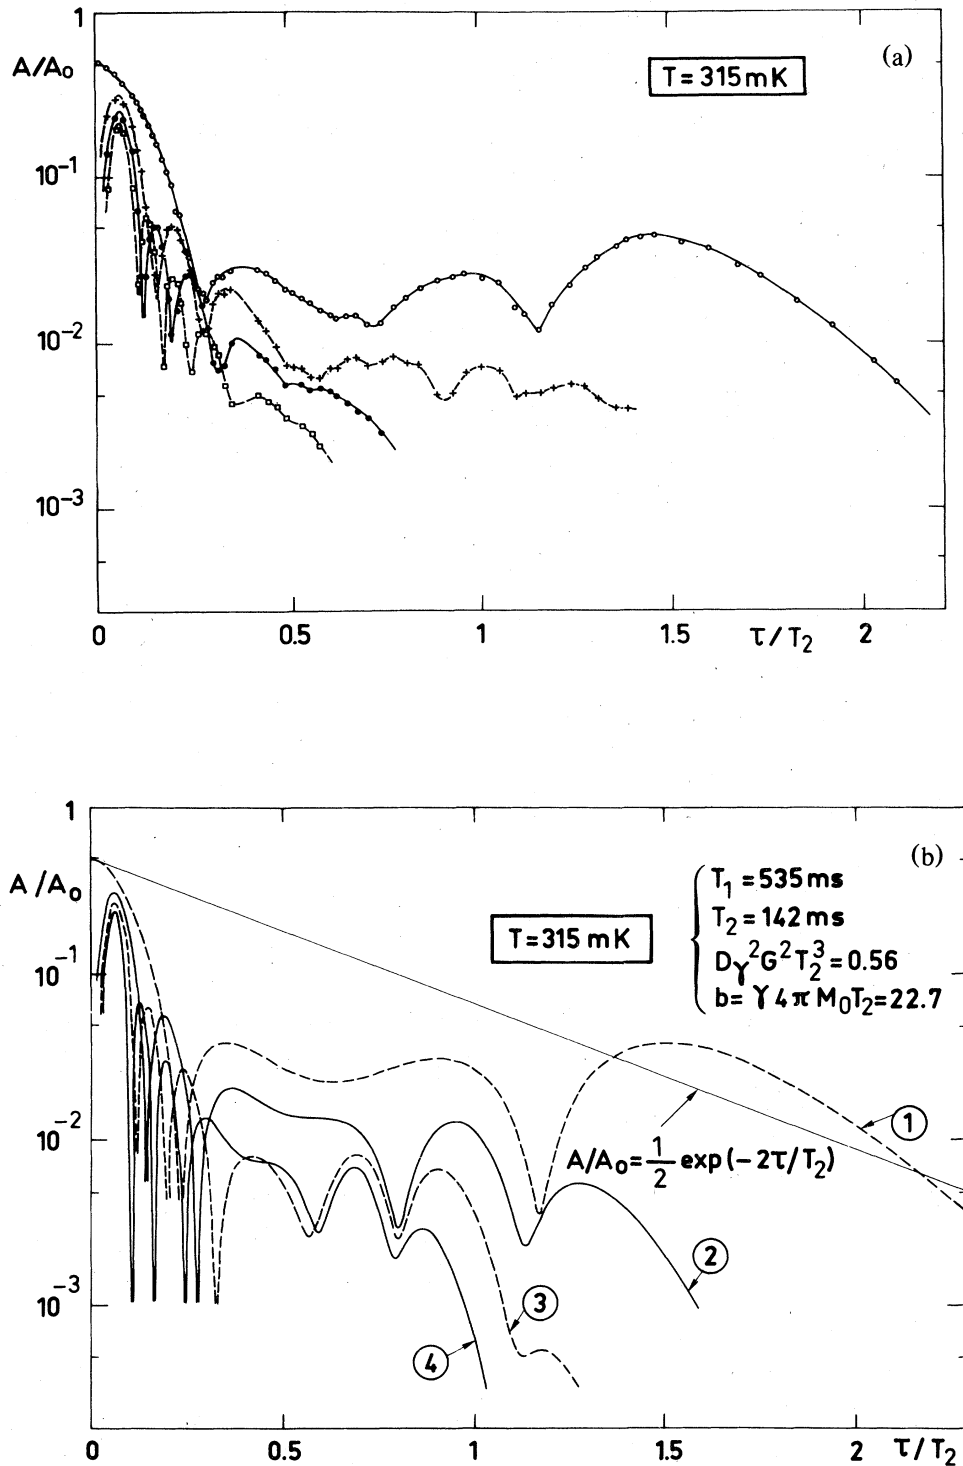 1
A/A₀
(a)
T = 315 mK
10⁻¹
10⁻²
10⁻³
0
0.5
1
1.5
τ/T₂
2
1
A/A₀
(b)
T₁ = 535 ms
T₂ = 142 ms
Dγ²G²T₂³ = 0.56
b = γ 4π M₀T₂ = 22.7
T = 315 mK
10⁻¹
10⁻²
A/A₀ = 1/2 exp(−2τ/T₂)
1
2
10⁻³
3
4
0
0.5
1
1.5
2
τ/T₂